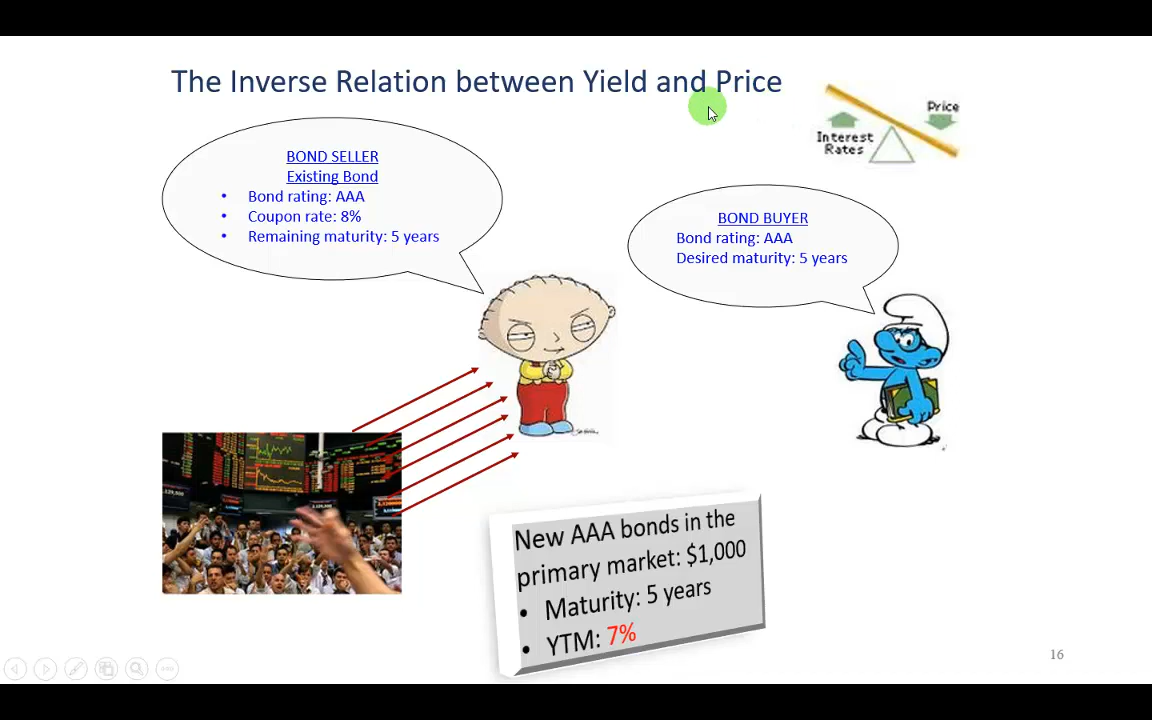 The Inverse Relation between Yield and Price
Price
Interest
Rates
BOND SELLER
Existing Bond
• Bond rating: AAA
• Coupon rate: 8%
• Remaining maturity: 5 years
BOND BUYER
Bond rating: AAA
Desired maturity: 5 years
New AAA bonds in the
primary market: $1,000
• Maturity: 5 years
• YTM: 7%
16